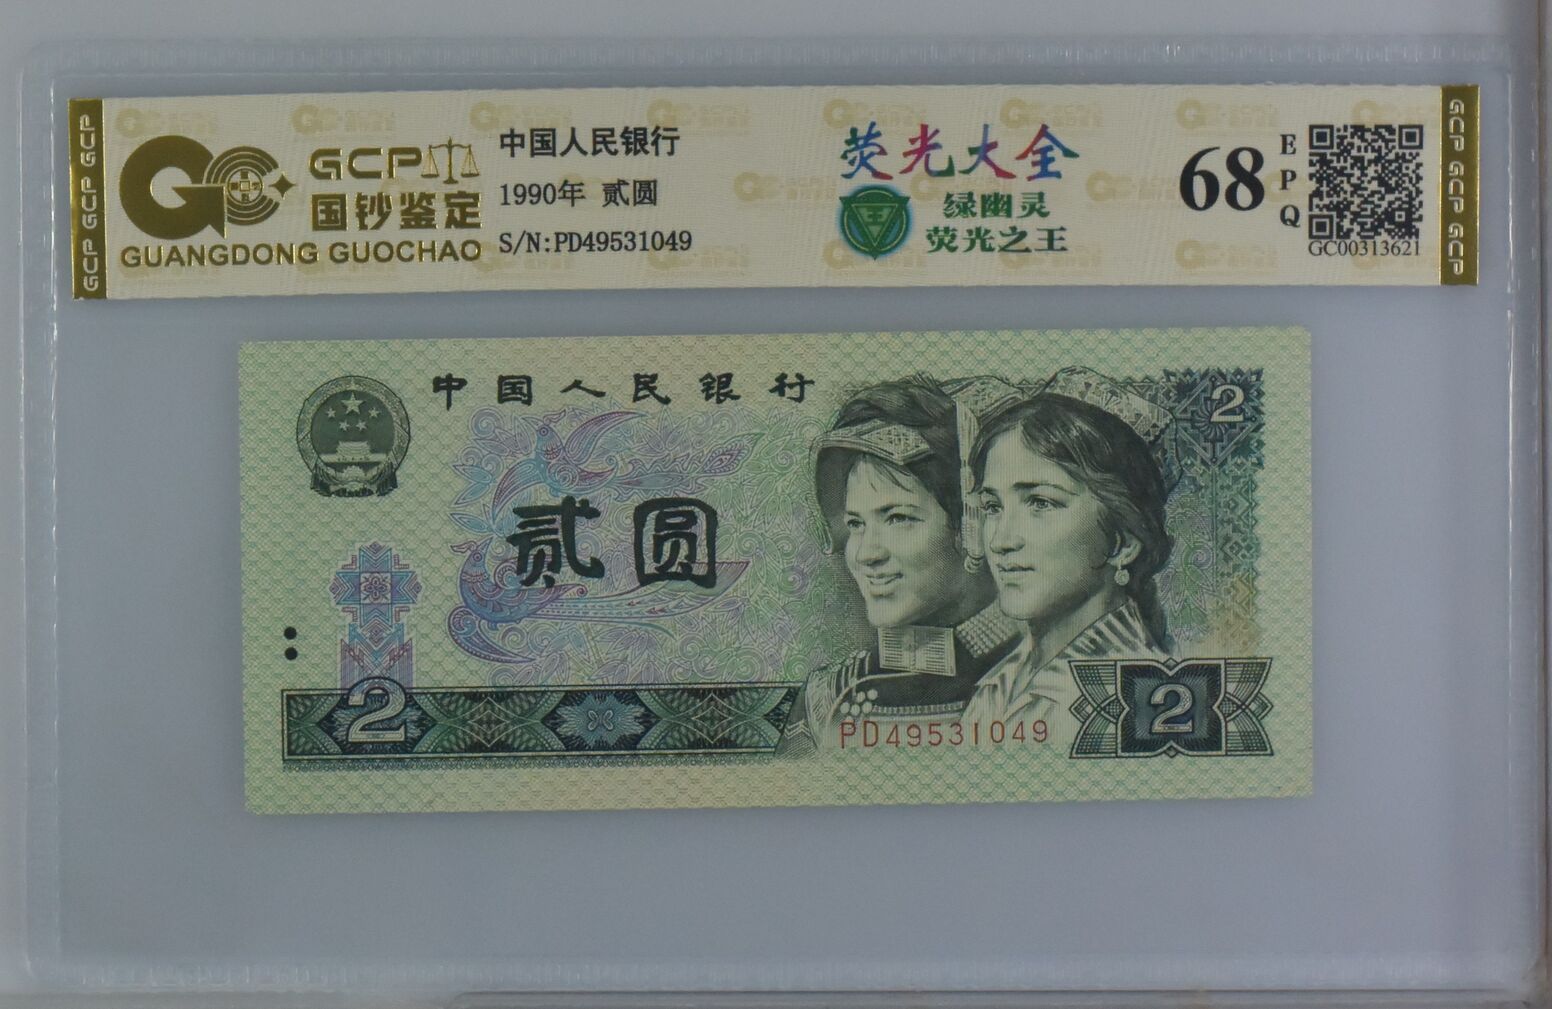 GCP
国钞鉴定
GUANGDONG GUOCHAO
中国人民银行
1990年 贰圆
S/N:PD49531049
荧光大全
绿幽灵
荧光之王
王
68
EPQ
GC00313621
GCP GCP GCP
GCP GCP GCP
中国人民银行
2
贰圆
2
PD49531049
2